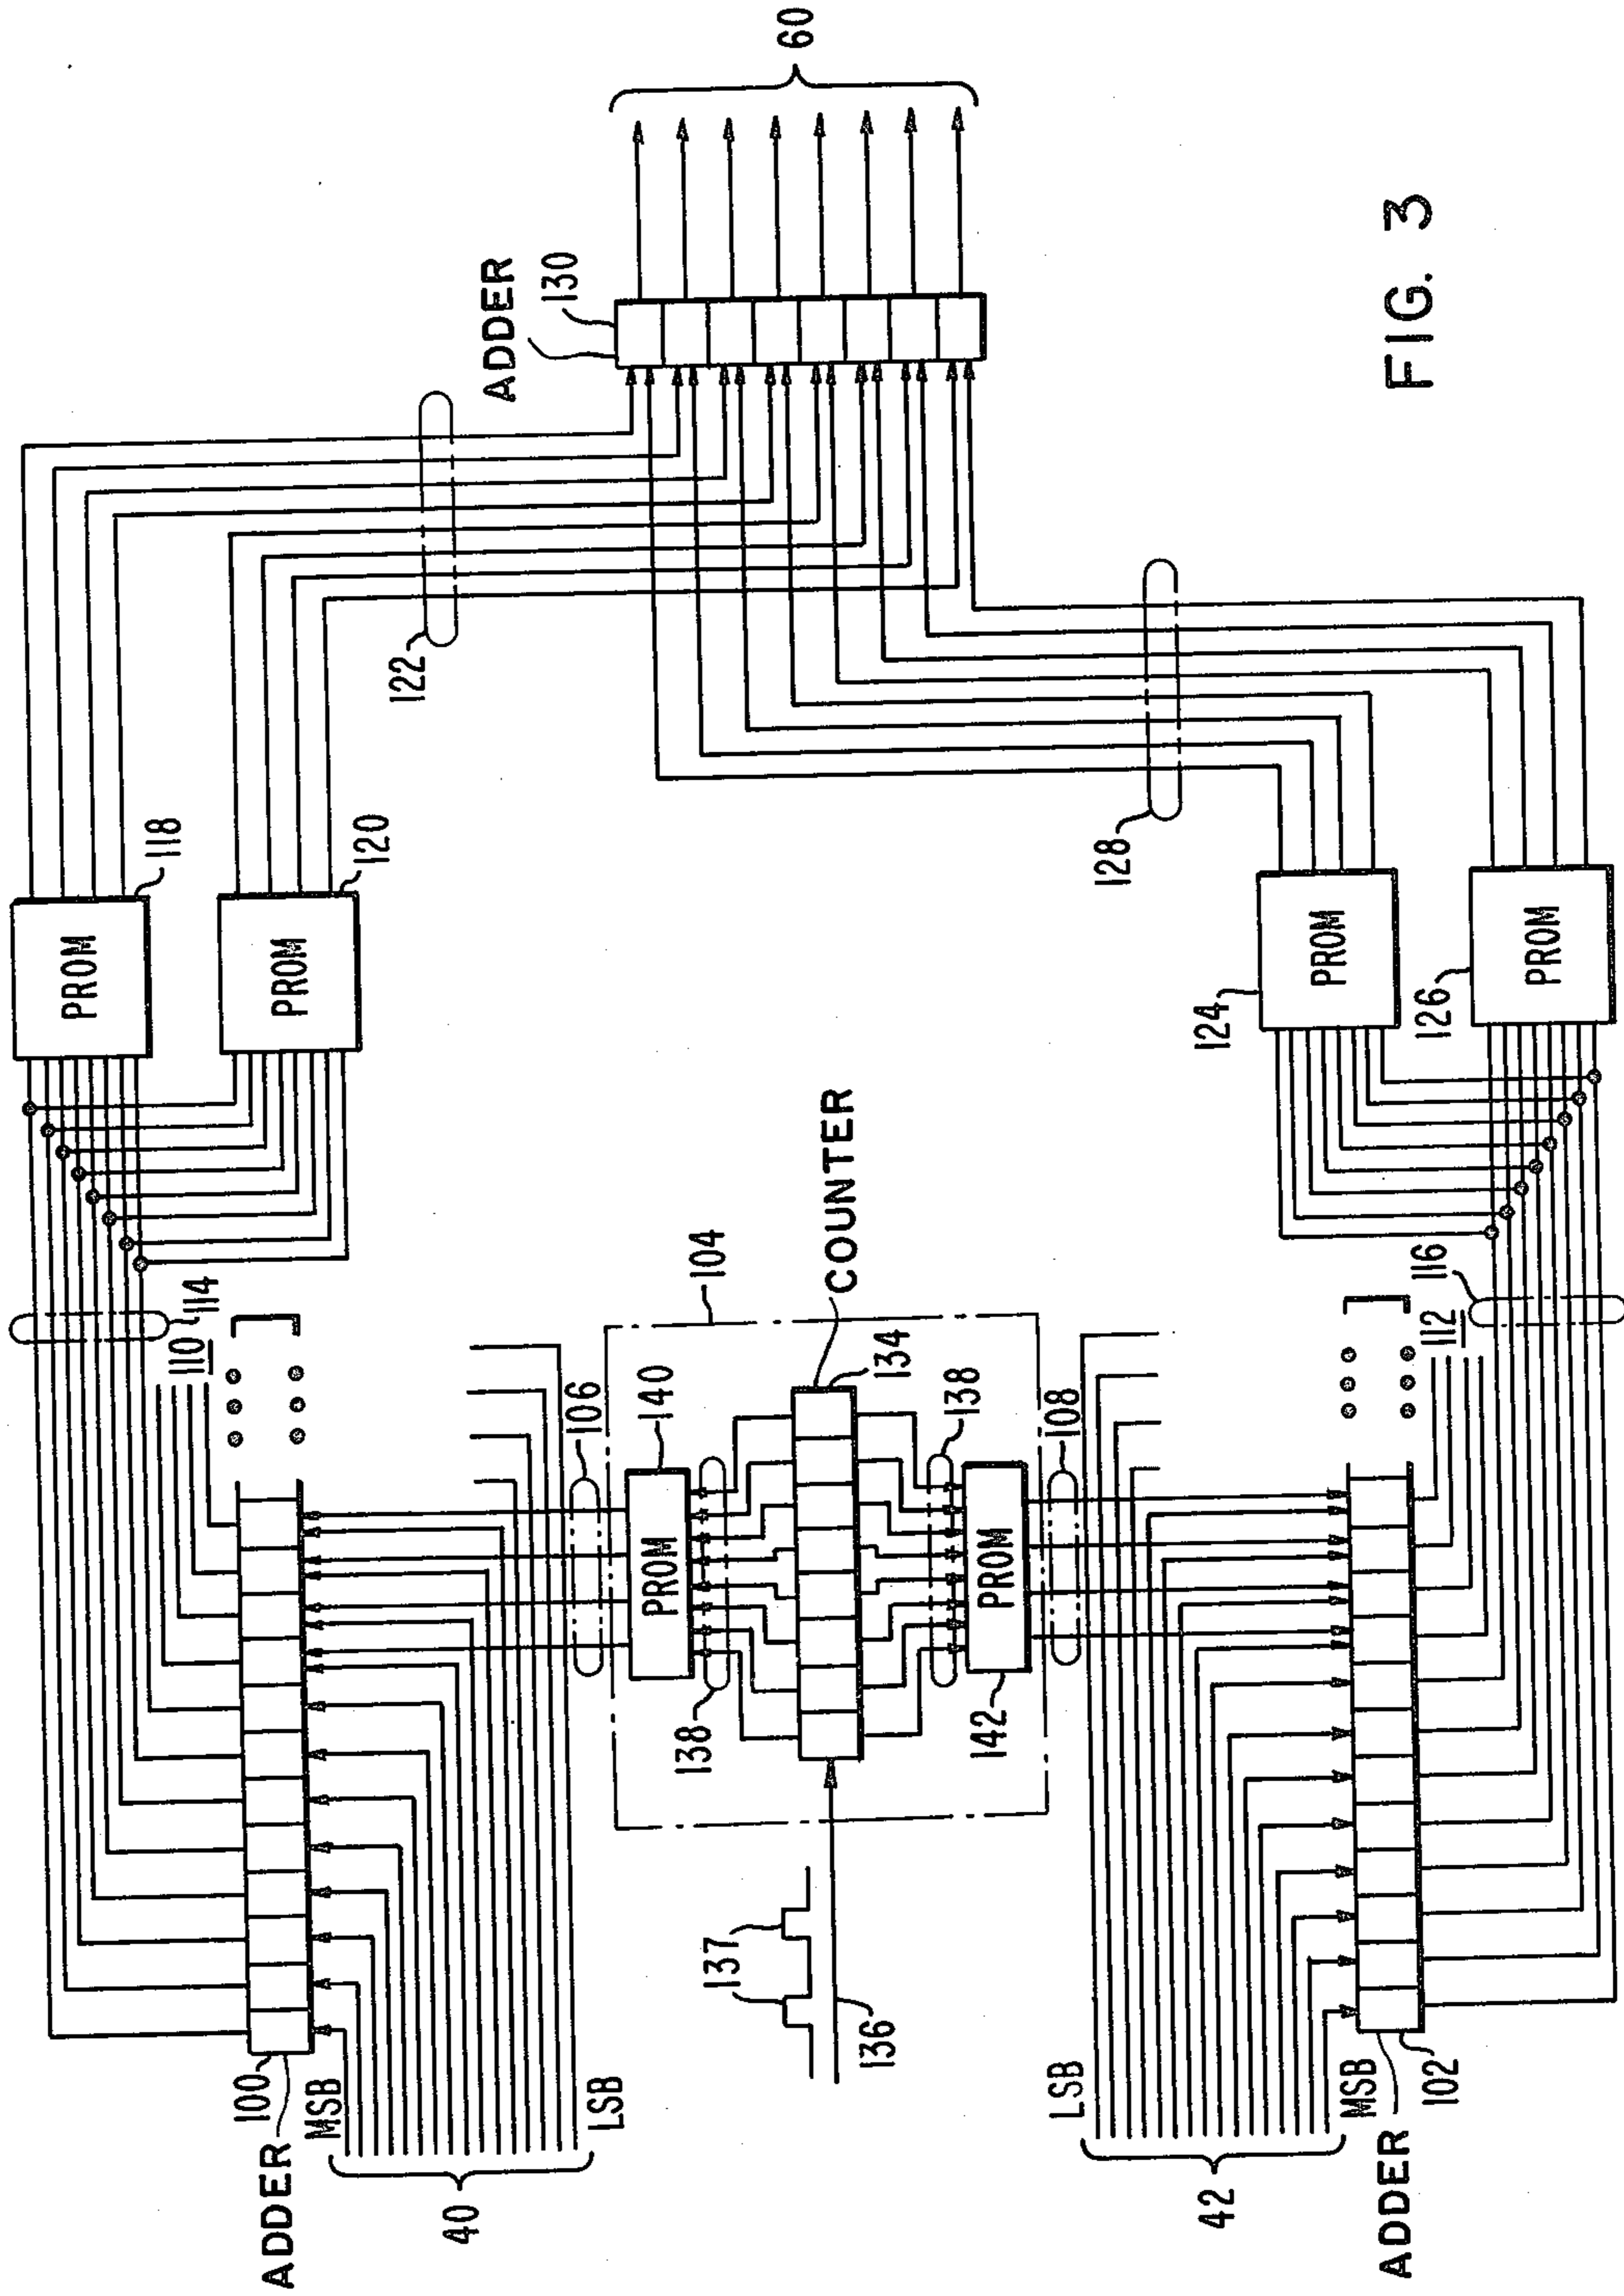 PROM
118
114
110
PROM
120
ADDER
100
MSB
40
LSB
122
ADDER
130
60
106
140
PROM
138
104
137
136
COUNTER
134
138
PROM
142
108
LSB
42
MSB
ADDER
102
128
124
PROM
112
116
126
PROM
FIG. 3